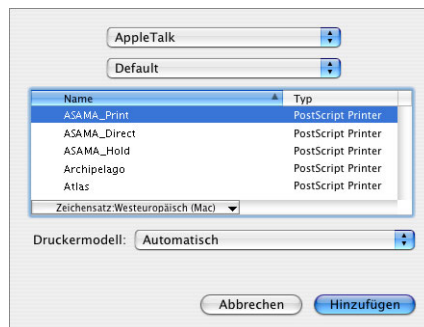 AppleTalk
Default
Name Typ
ASAMA_Print PostScript Printer
ASAMA_Direct PostScript Printer
ASAMA_Hold PostScript Printer
Archipelago PostScript Printer
Atlas PostScript Printer
Zeichensatz:Westeuropäisch (Mac)
Druckermodell: Automatisch
Abbrechen Hinzufügen